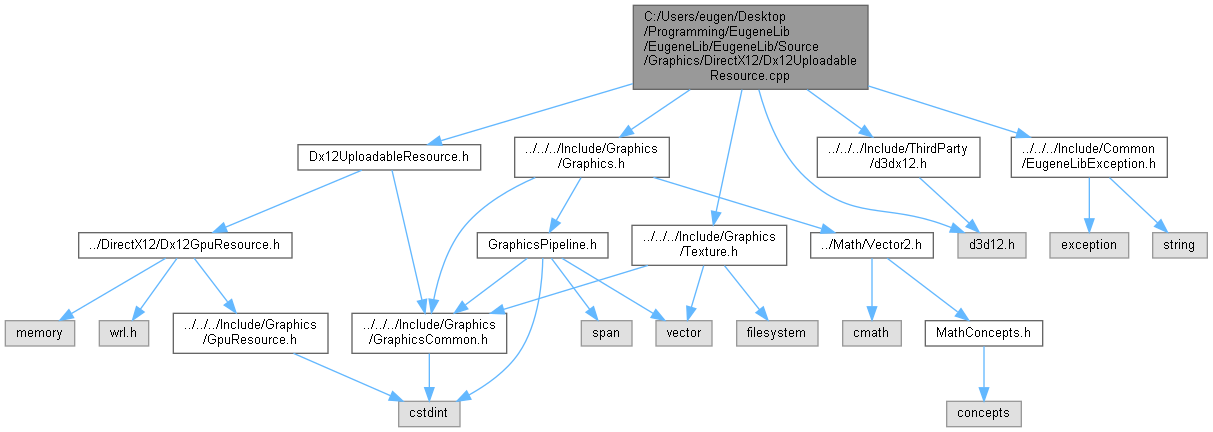 C:/Users/eugen/Desktop
/Programming/EugeneLib
/EugeneLib/EugeneLib/Source
/Graphics/DirectX12/Dx12Uploadable
Resource.cpp
Dx12UploadableResource.h
../../../Include/Graphics
/Graphics.h
../../../Include/ThirdParty
/d3dx12.h
../../../Include/Common
/EugeneLibException.h
../DirectX12/Dx12GpuResource.h
GraphicsPipeline.h
../../../Include/Graphics
/Texture.h
../Math/Vector2.h
d3d12.h
exception
string
memory
wrl.h
../../../Include/Graphics
/GpuResource.h
../../../Include/Graphics
/GraphicsCommon.h
span
vector
filesystem
cmath
MathConcepts.h
cstdint
concepts